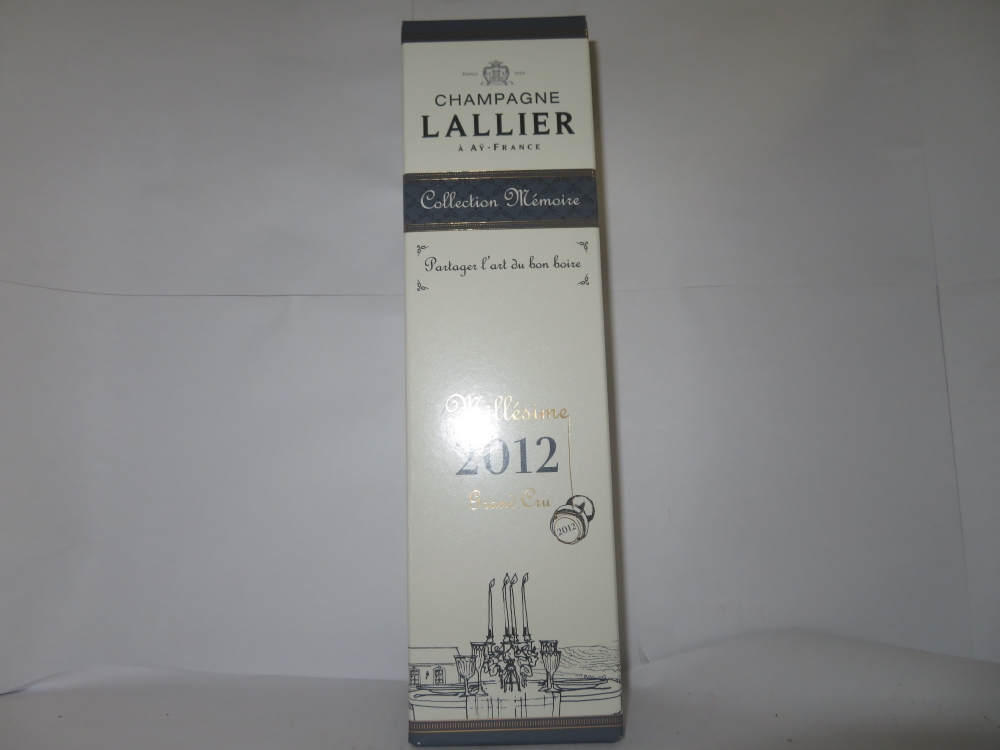 CHAMPAGNE
LALLIER
À AŸ-FRANCE
Collection Mémoire
Partager l'art du bon boire
Millésime
2012
Grand Cru
2012